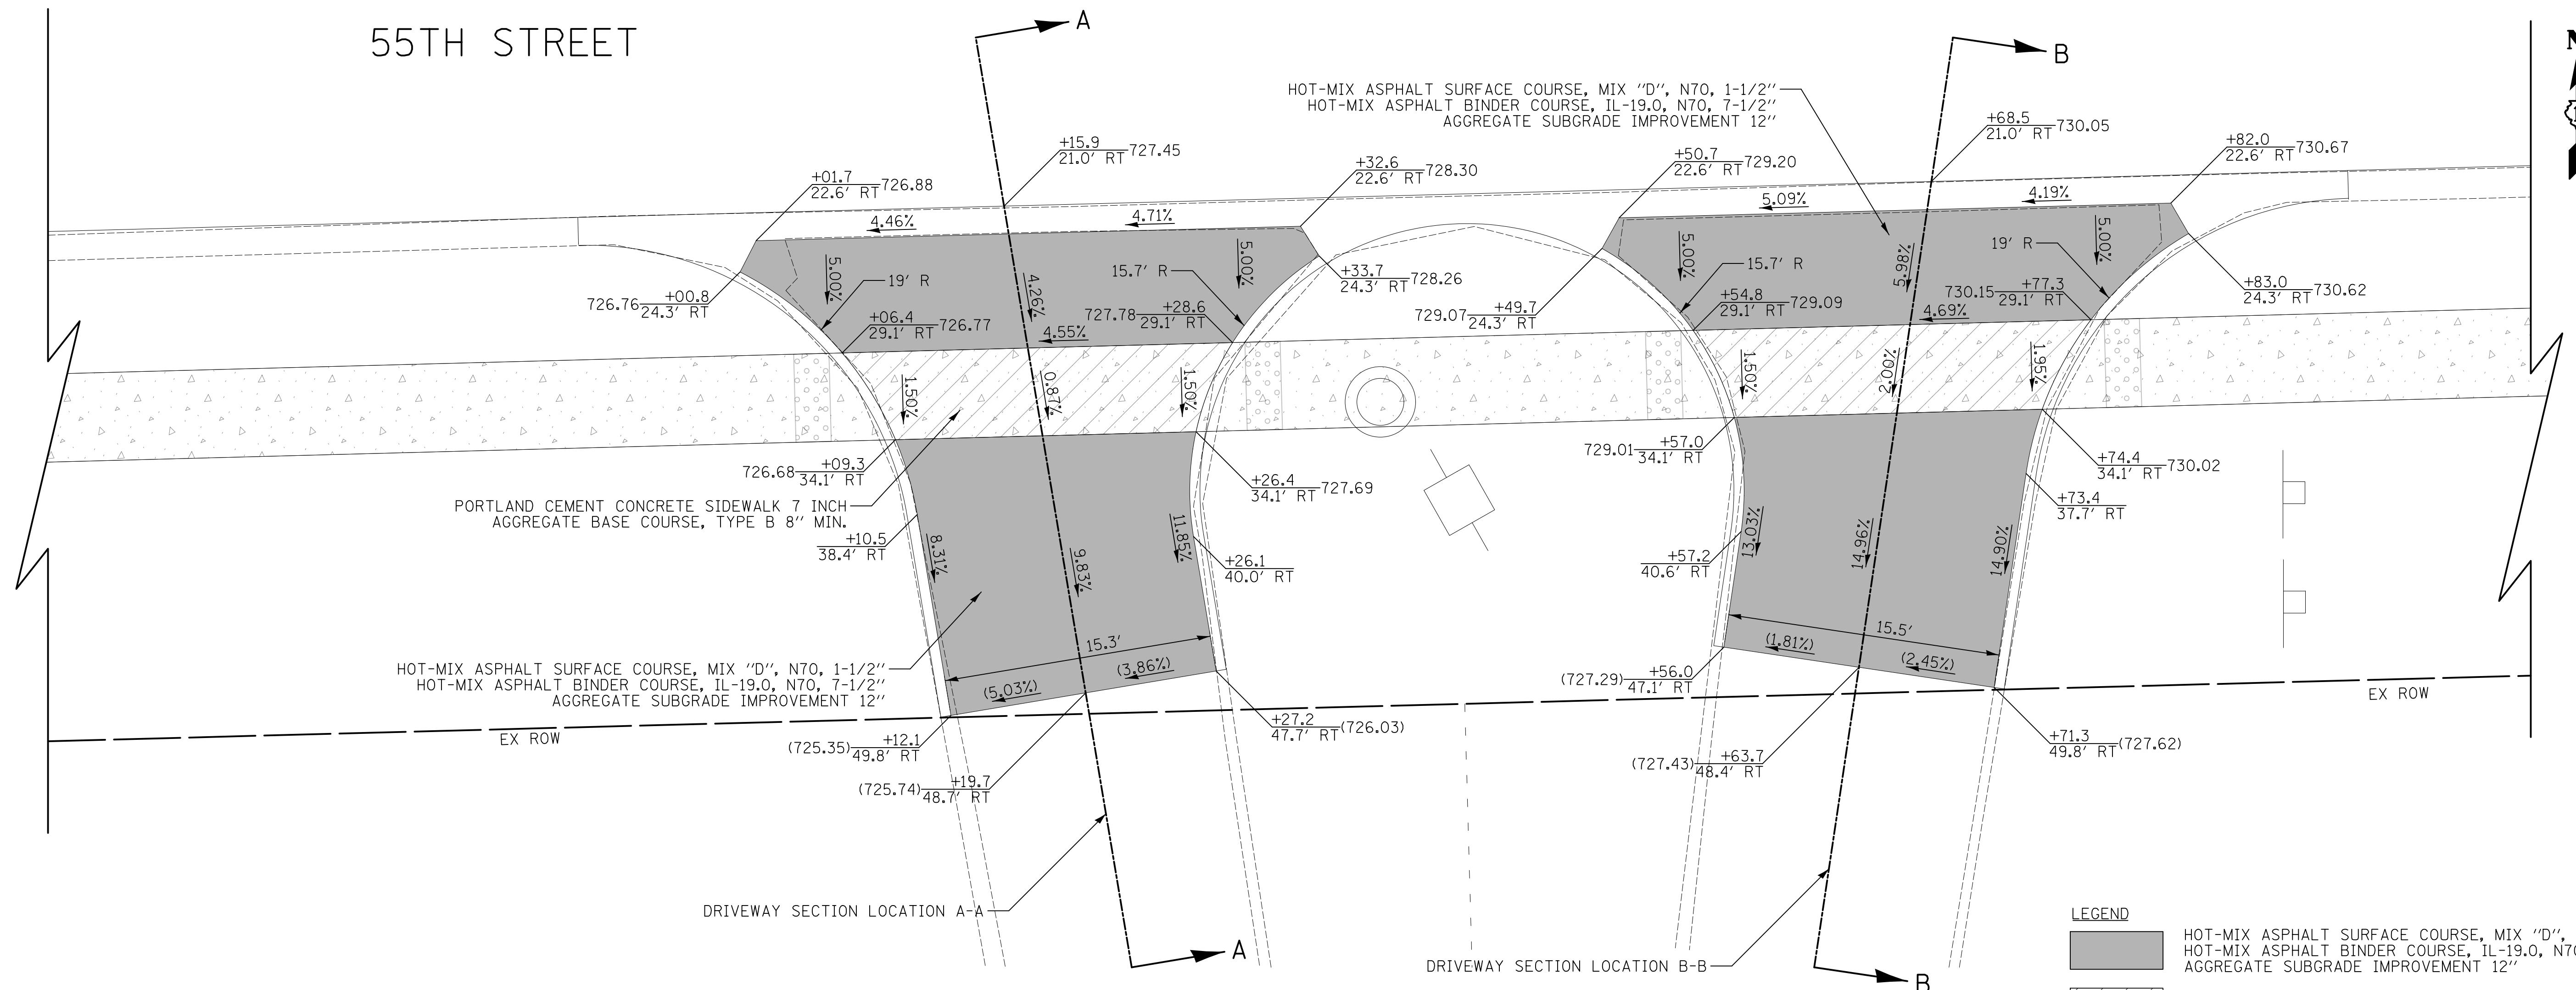 55TH STREET
A
B
N
HOT-MIX ASPHALT SURFACE COURSE, MIX "D", N70, 1-1/2"
HOT-MIX ASPHALT BINDER COURSE, IL-19.0, N70, 7-1/2"
AGGREGATE SUBGRADE IMPROVEMENT 12"
+15.9
21.0' RT 727.45
+01.7
22.6' RT 726.88
+32.6
22.6' RT 728.30
+50.7
22.6' RT 729.20
+68.5
21.0' RT 730.05
+82.0
22.6' RT 730.67
4.46%
4.71%
5.09%
4.19%
5.00%
19' R
4.26%
15.7' R
5.00%
5.00%
15.7' R
5.98%
19' R
5.00%
726.76 +00.8
24.3' RT
+33.7
24.3' RT 728.26
729.07 +49.7
24.3' RT
+83.0
24.3' RT 730.62
+06.4
29.1' RT 726.77
727.78 +28.6
29.1' RT
+54.8
29.1' RT 729.09
730.15 +77.3
29.1' RT
4.55%
4.69%
1.50%
0.87%
1.50%
1.50%
2.00%
1.95%
726.68 +09.3
34.1' RT
+26.4
34.1' RT 727.69
729.01 +57.0
34.1' RT
+74.4
34.1' RT 730.02
PORTLAND CEMENT CONCRETE SIDEWALK 7 INCH
AGGREGATE BASE COURSE, TYPE B 8" MIN.
+10.5
38.4' RT
8.31%
9.83%
11.85%
+26.1
40.0' RT
+57.2
40.6' RT
13.03%
14.96%
14.90%
+73.4
37.7' RT
HOT-MIX ASPHALT SURFACE COURSE, MIX "D", N70, 1-1/2"
HOT-MIX ASPHALT BINDER COURSE, IL-19.0, N70, 7-1/2"
AGGREGATE SUBGRADE IMPROVEMENT 12"
15.3'
(5.03%)
(3.86%)
15.5'
(1.81%)
(2.45%)
EX ROW
EX ROW
(725.35) +12.1
49.8' RT
(725.74) +19.7
48.7' RT
+27.2
47.7' RT (726.03)
(727.29) +56.0
47.1' RT
(727.43) +63.7
48.4' RT
+71.3
49.8' RT (727.62)
DRIVEWAY SECTION LOCATION A-A
A
DRIVEWAY SECTION LOCATION B-B
B
LEGEND
HOT-MIX ASPHALT SURFACE COURSE, MIX "D",
HOT-MIX ASPHALT BINDER COURSE, IL-19.0, N70
AGGREGATE SUBGRADE IMPROVEMENT 12"